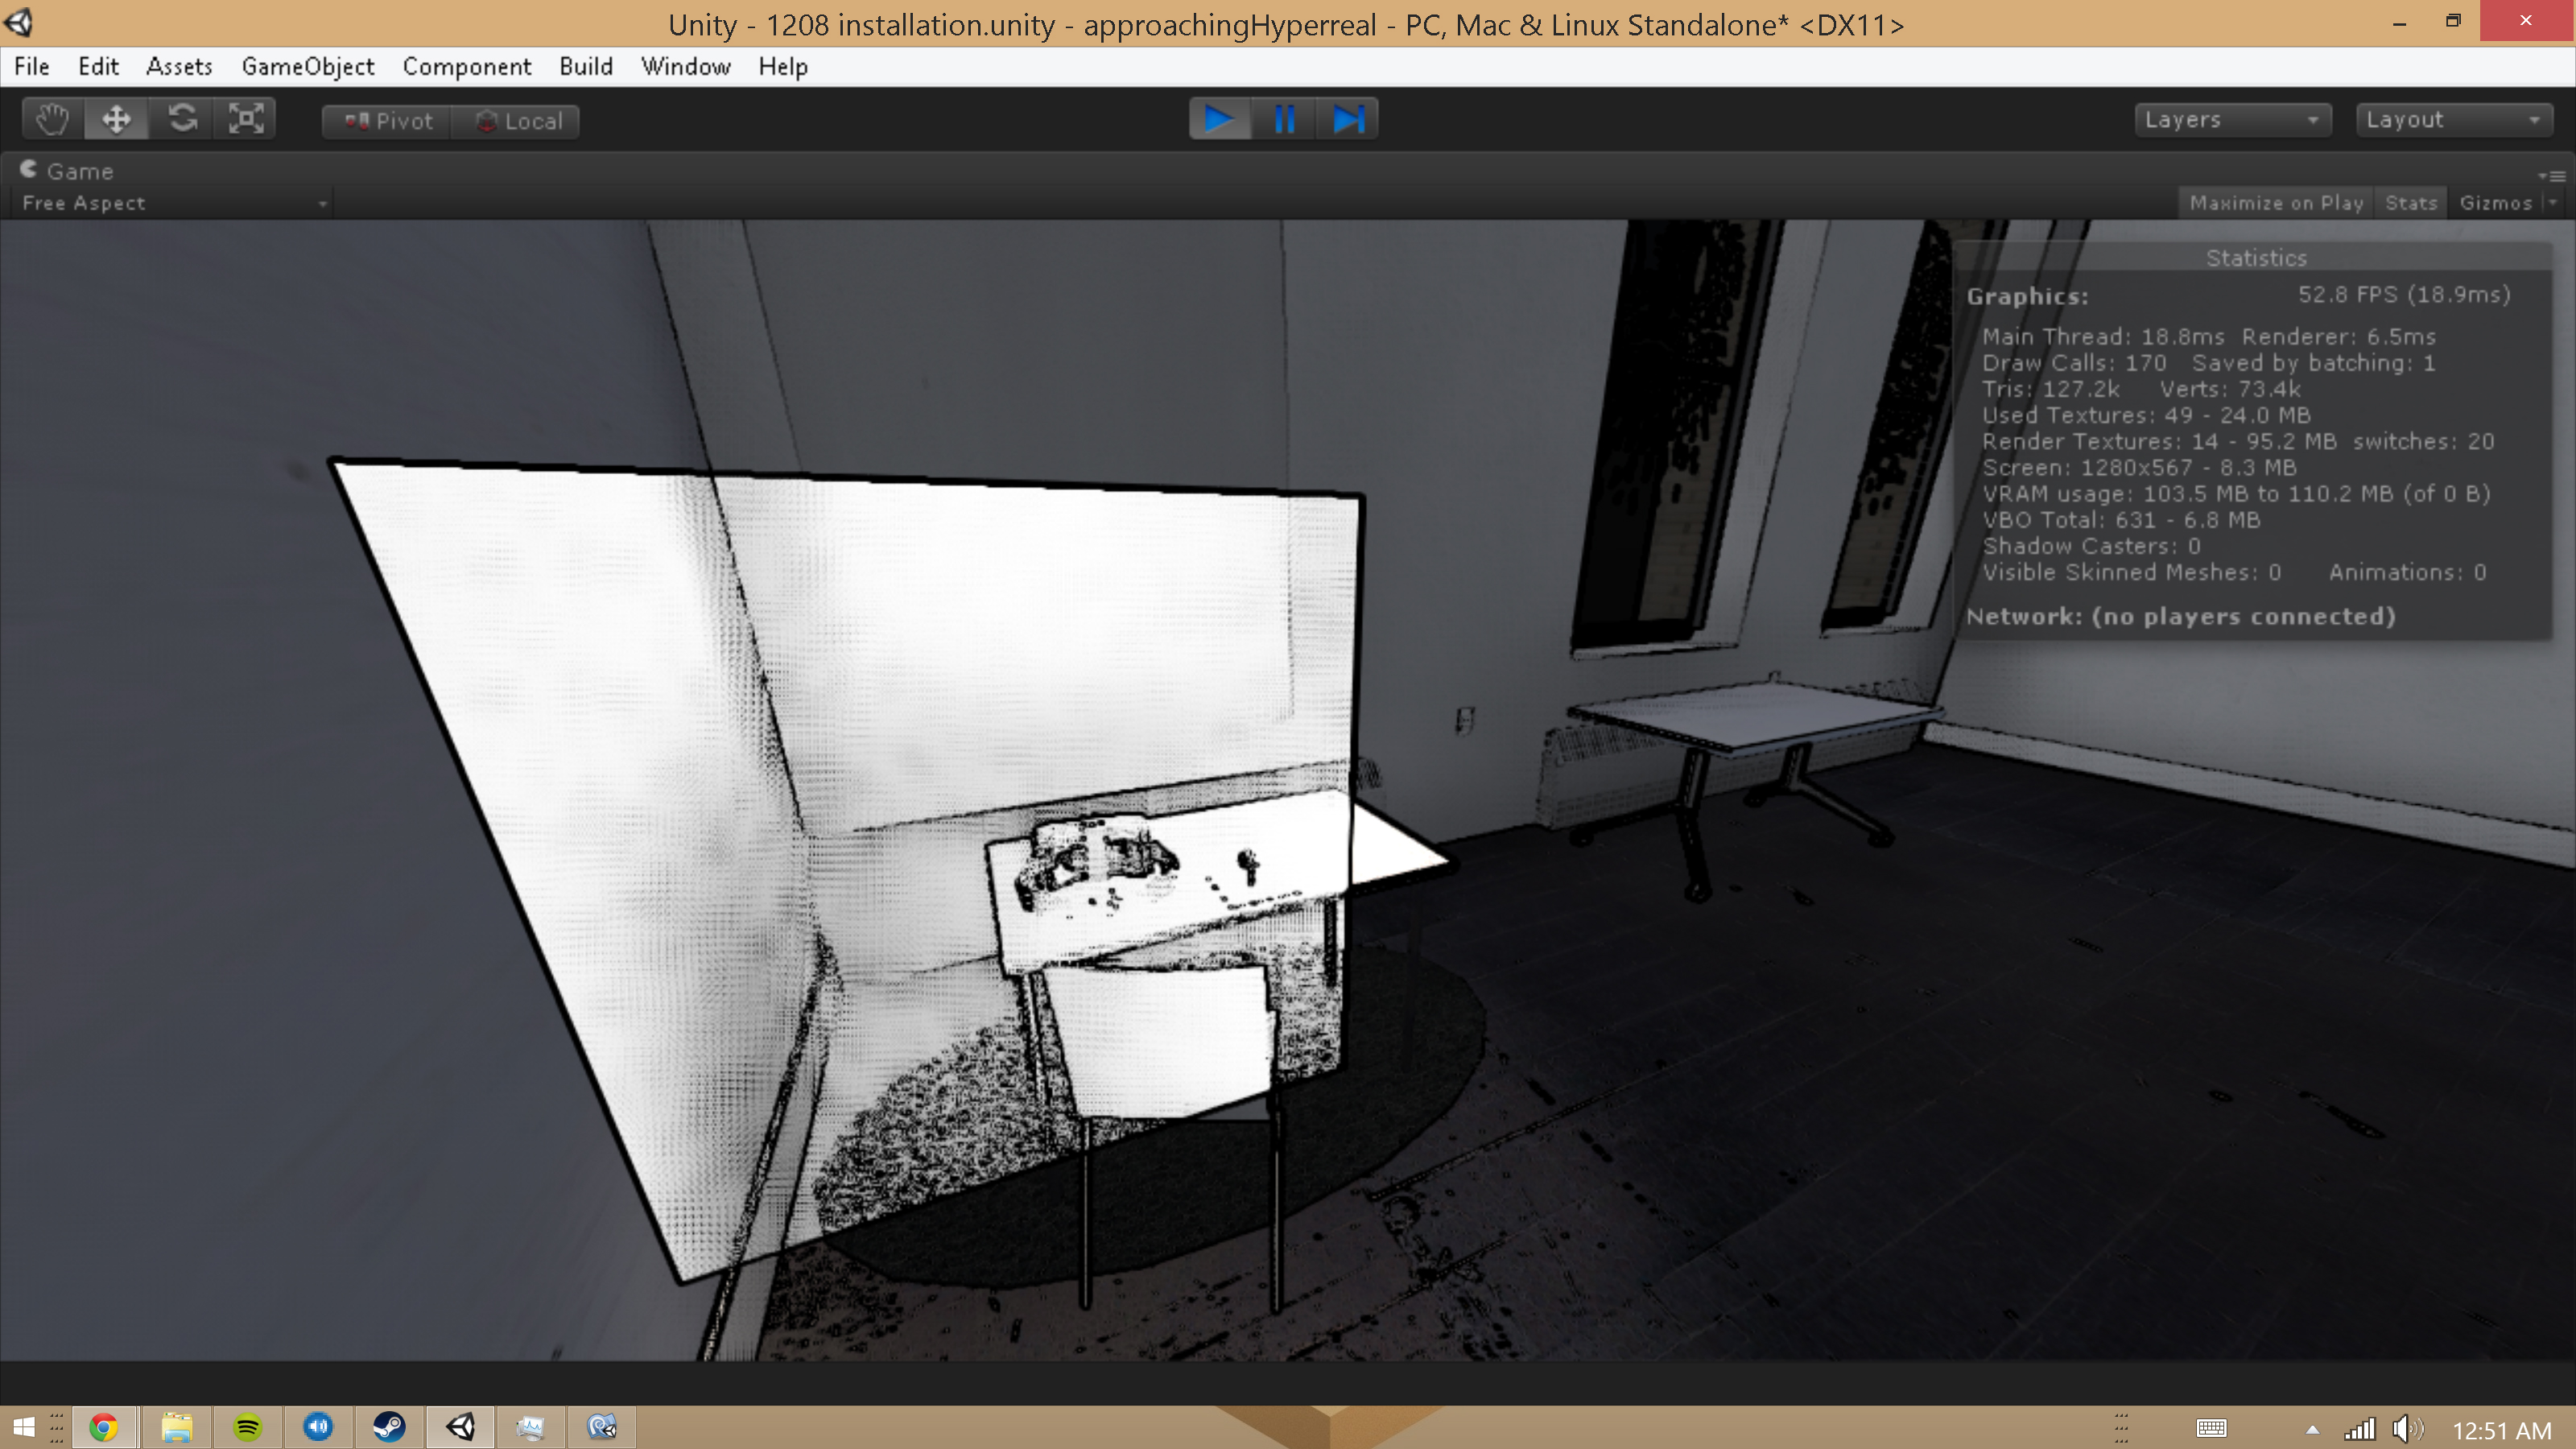 Unity - 1208 installation.unity - approachingHyperreal - PC, Mac & Linux Standalone* <DX11>
File Edit Assets GameObject Component Build Window Help
Pivot Local Layers Layout
Game
Free Aspect Maximize on Play Stats Gizmos
Statistics
Graphics: 52.8 FPS (18.9ms)
Main Thread: 18.8ms Renderer: 6.5ms
Draw Calls: 170 Saved by batching: 1
Tris: 127.2k Verts: 73.4k
Used Textures: 49 - 24.0 MB
Render Textures: 14 - 95.2 MB switches: 20
Screen: 1280x567 - 8.3 MB
VRAM usage: 103.5 MB to 110.2 MB (of 0 B)
VBO Total: 631 - 6.8 MB
Shadow Casters: 0
Visible Skinned Meshes: 0 Animations: 0
Network: (no players connected)
12:51 AM